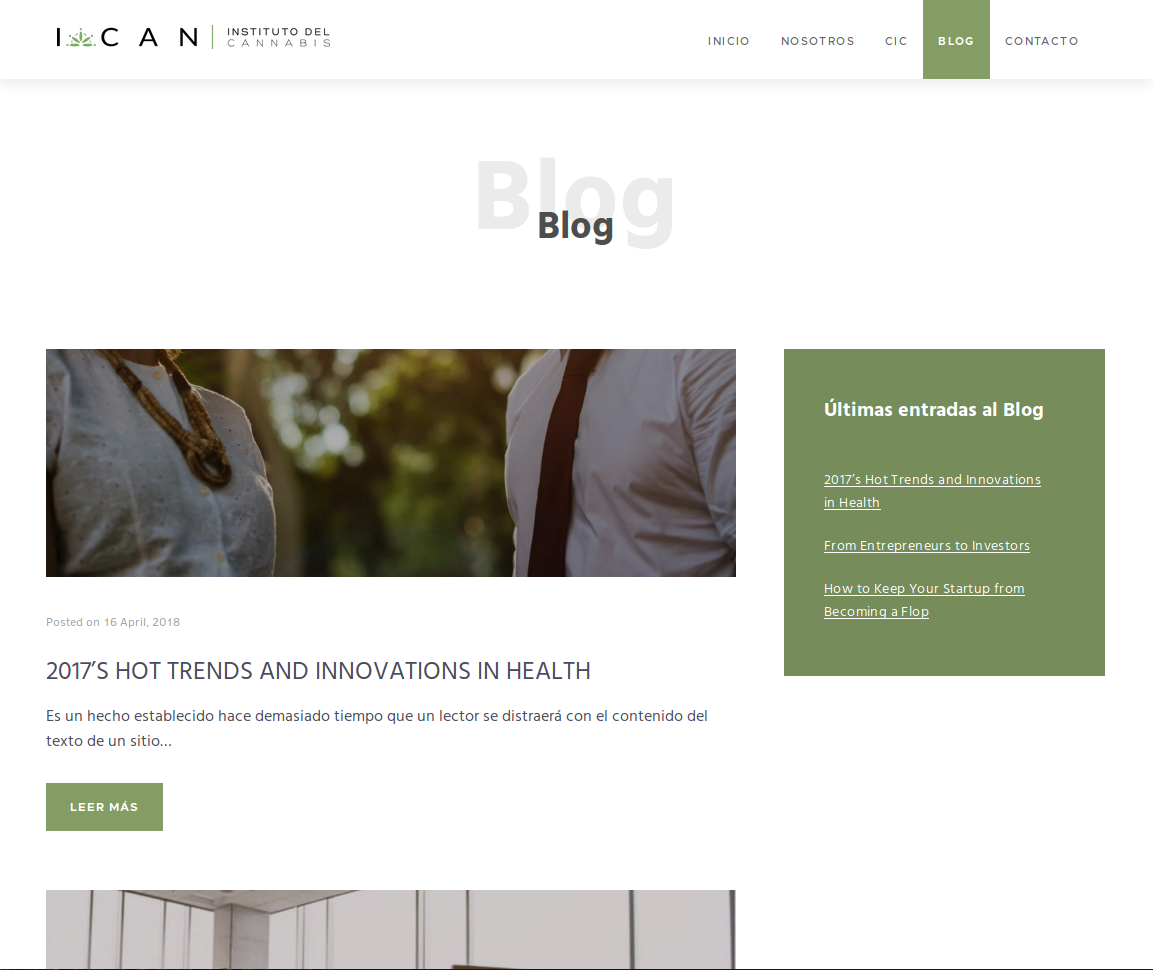 I CAN INSTITUTO DEL
CANNABIS
INICIO NOSOTROS CIC BLOG CONTACTO
Blog
Blog
Posted on 16 April, 2018
2017’S HOT TRENDS AND INNOVATIONS IN HEALTH
Es un hecho establecido hace demasiado tiempo que un lector se distraerá con el contenido del
texto de un sitio…
LEER MÁS
Últimas entradas al Blog
2017’s Hot Trends and Innovations
in Health
From Entrepreneurs to Investors
How to Keep Your Startup from
Becoming a Flop